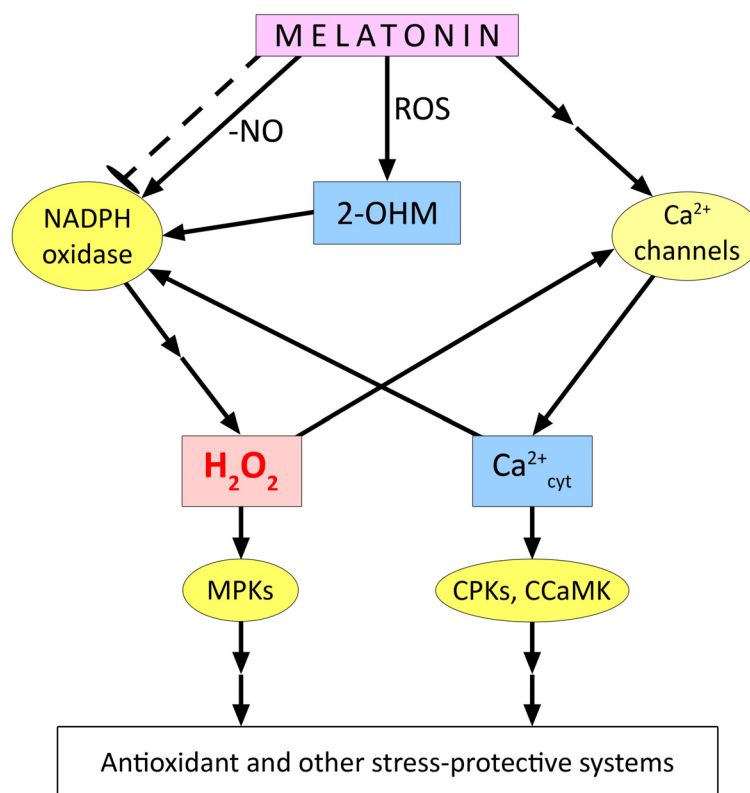 MELATONIN
-NO
ROS
NADPH
oxidase
2-OHM
Ca²⁺
channels
H₂O₂
Ca²⁺cyt
MPKs
CPKs, CCaMK
Antioxidant and other stress-protective systems